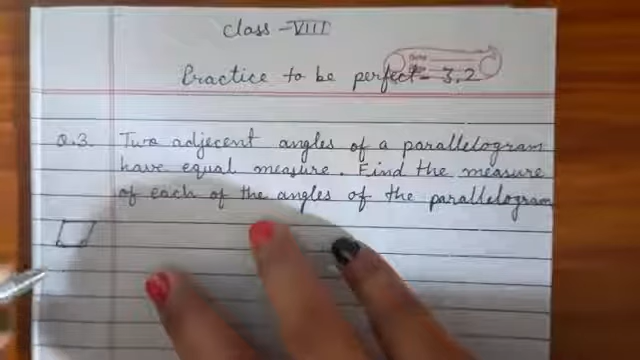 Class - VIII
Practice to be perfect - 3.2
Q.3. Two adjecent angles of a parallelogram
have equal measure. Find the measure
of each of the angles of the parallelogram